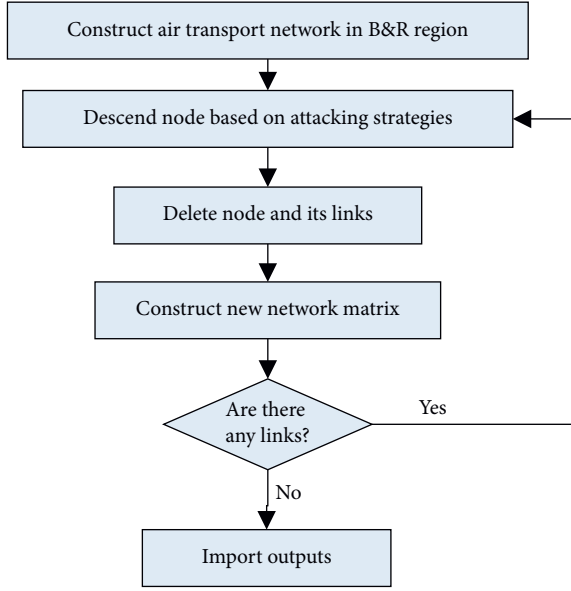 Construct air transport network in B&R region
Descend node based on attacking strategies
Delete node and its links
Construct new network matrix
Are there
any links?
Yes
No
Import outputs